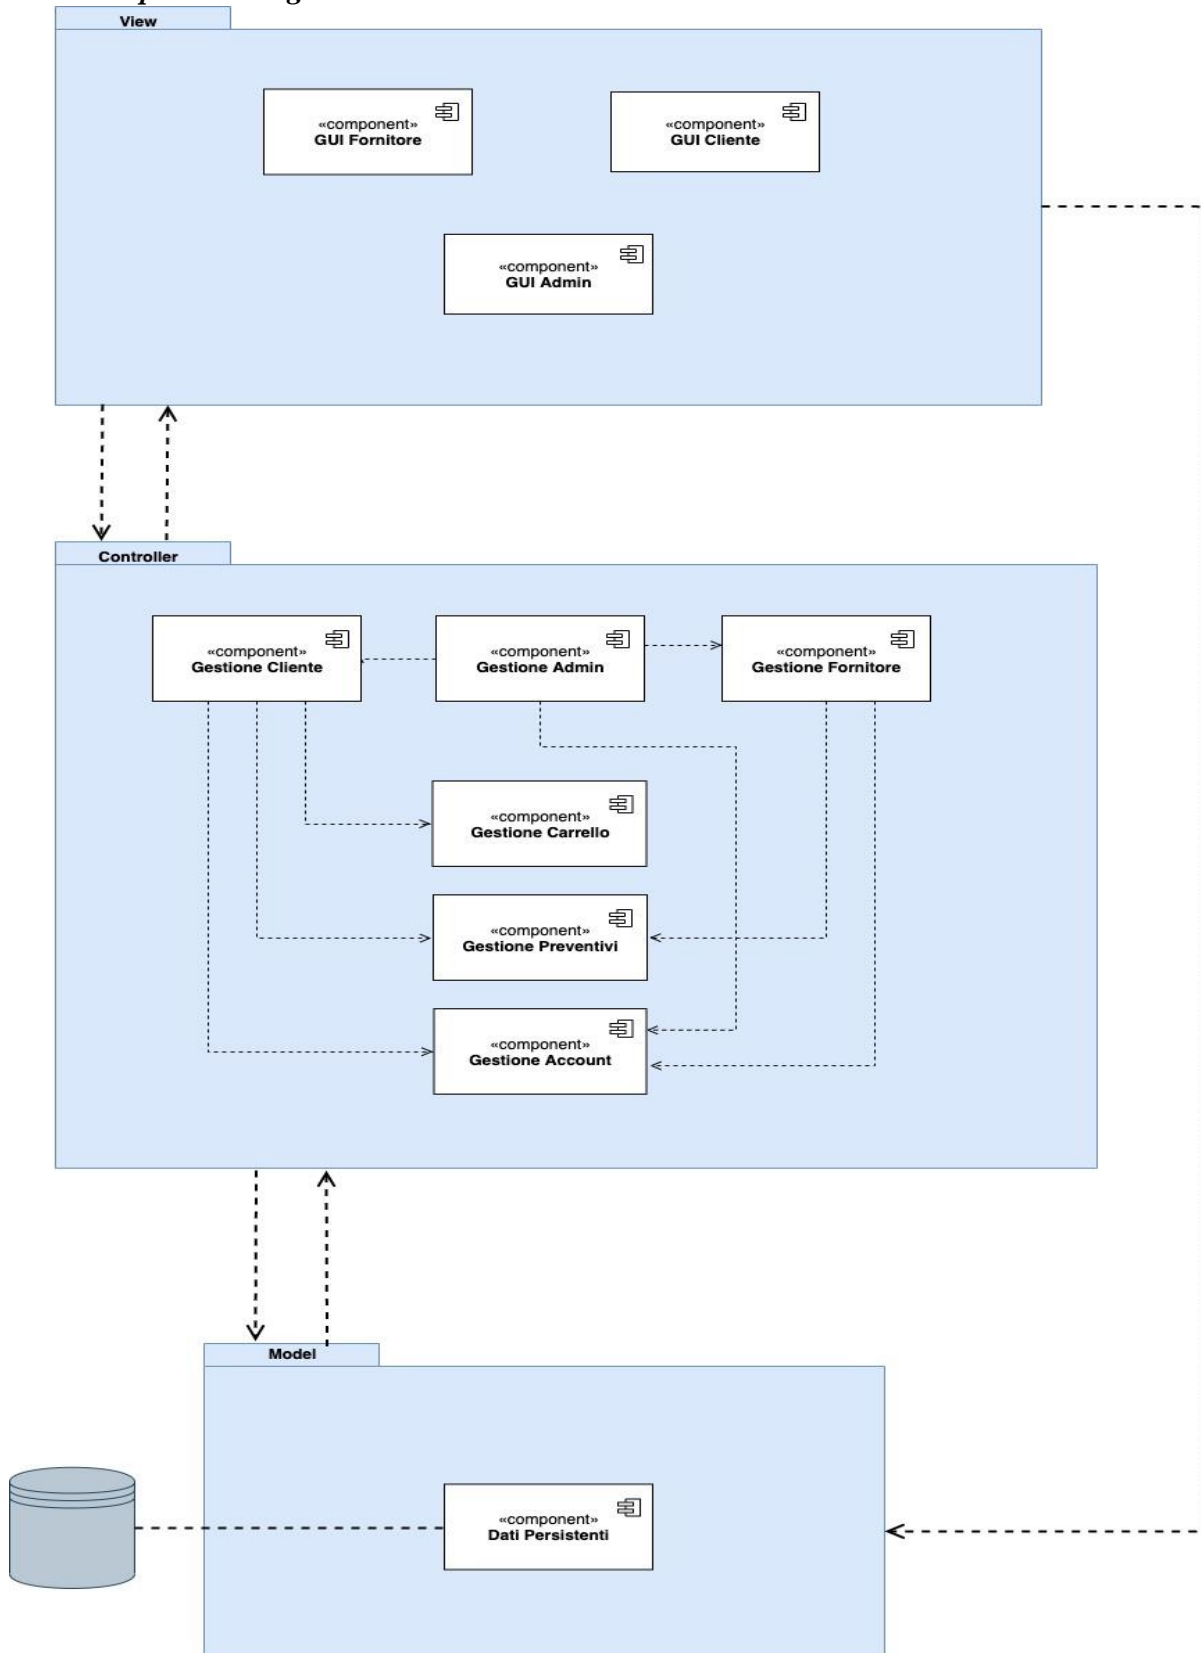 View
«component»
GUI Fornitore
«component»
GUI Cliente
«component»
GUI Admin
Controller
«component»
Gestione Cliente
«component»
Gestione Admin
«component»
Gestione Fornitore
«component»
Gestione Carrello
«component»
Gestione Preventivi
«component»
Gestione Account
Model
«component»
Dati Persistenti